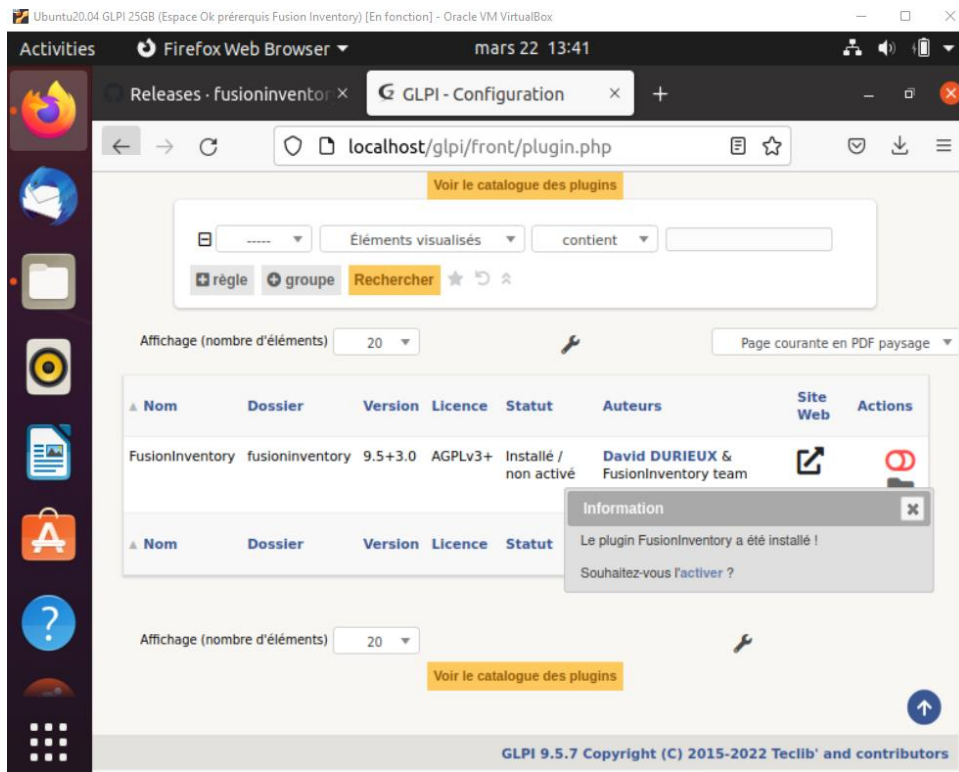 Ubuntu20.04 GLPI 25GB (Espace Ok prérerquis Fusion Inventory) [En fonction] - Oracle VM VirtualBox
Activities Firefox Web Browser mars 22 13:41
Releases · fusioninventor GLPI - Configuration
localhost/glpi/front/plugin.php
Voir le catalogue des plugins
----- Éléments visualisés contient
règle groupe Rechercher
Affichage (nombre d'éléments) 20 Page courante en PDF paysage
Nom Dossier Version Licence Statut Auteurs Site Web Actions
FusionInventory fusioninventory 9.5+3.0 AGPLv3+ Installé / David DURIEUX &
non activé FusionInventory team
Information
Nom Dossier Version Licence Statut
Le plugin FusionInventory a été installé !
Souhaitez-vous l'activer ?
Affichage (nombre d'éléments) 20
Voir le catalogue des plugins
GLPI 9.5.7 Copyright (C) 2015-2022 Teclib' and contributors